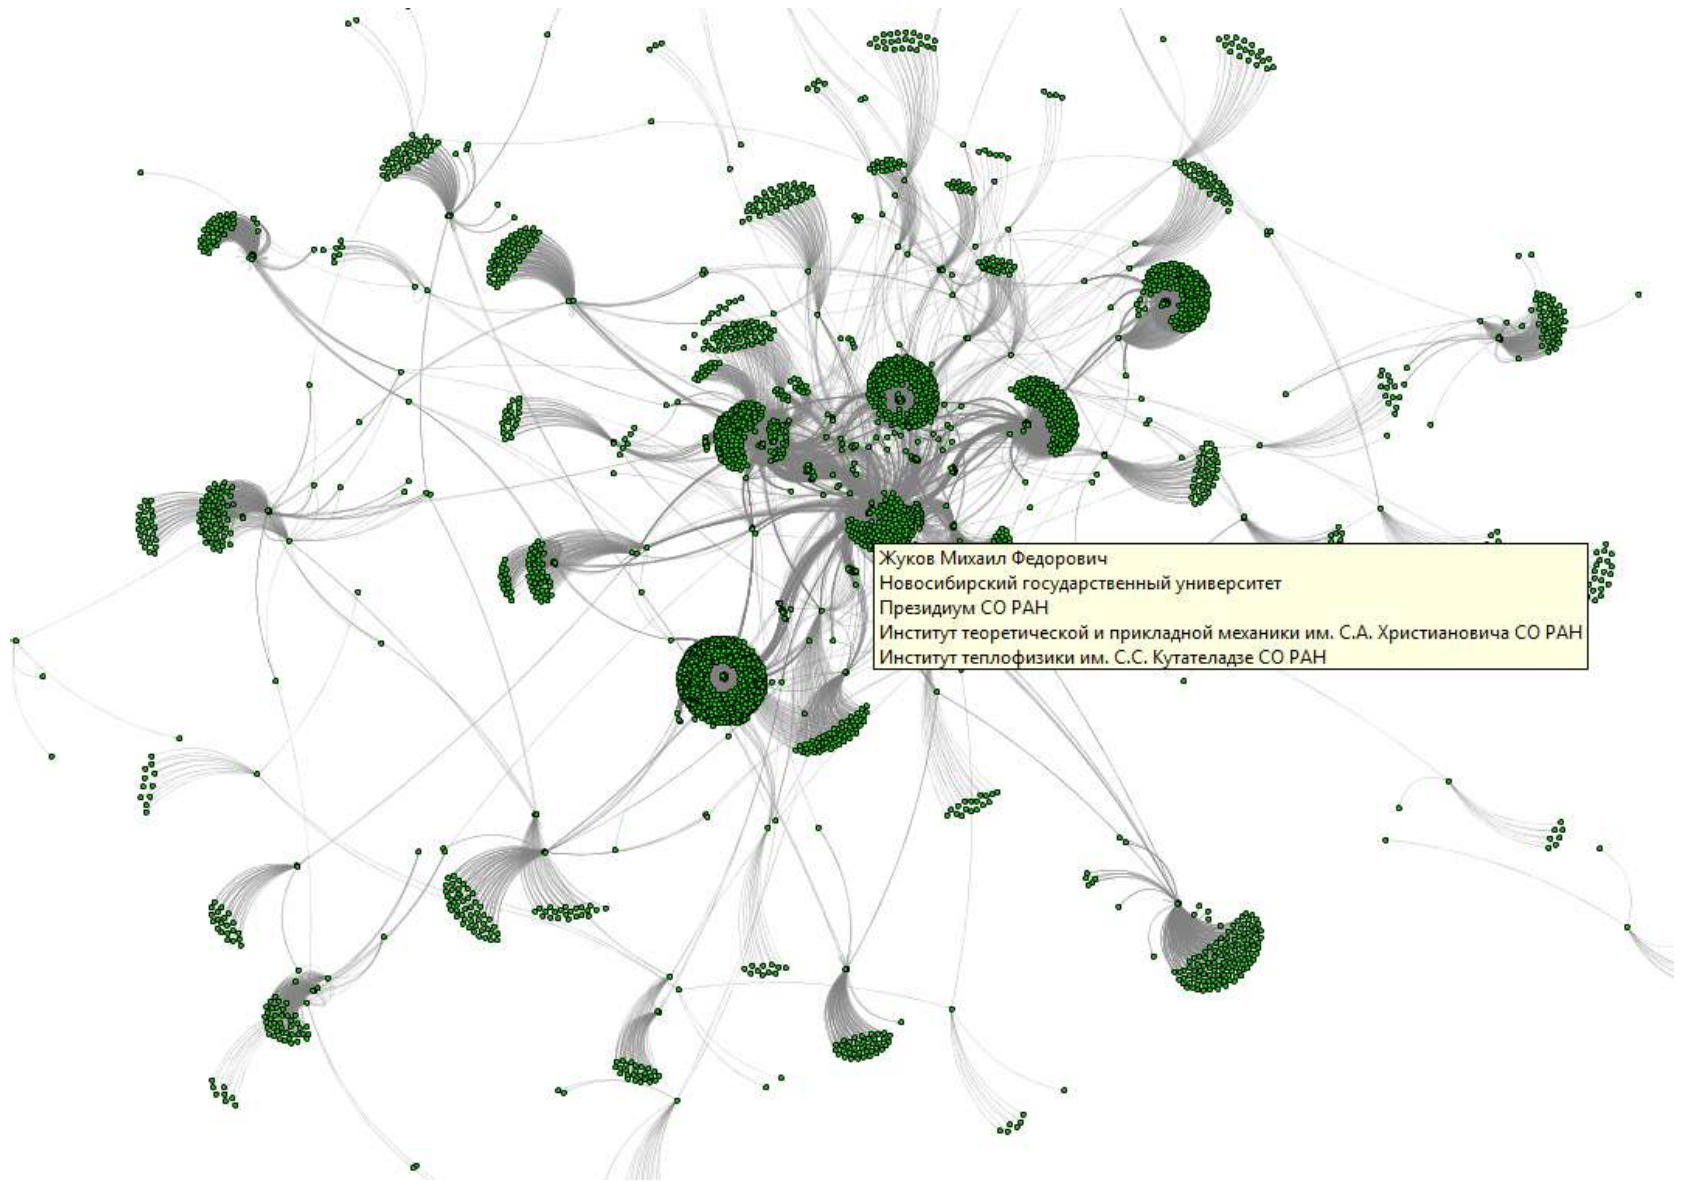 Жуков Михаил Федорович
Новосибирский государственный университет
Президиум СО РАН
Институт теоретической и прикладной механики им. С.А. Христиановича СО РАН
Институт теплофизики им. С.С. Кутателадзе СО РАН